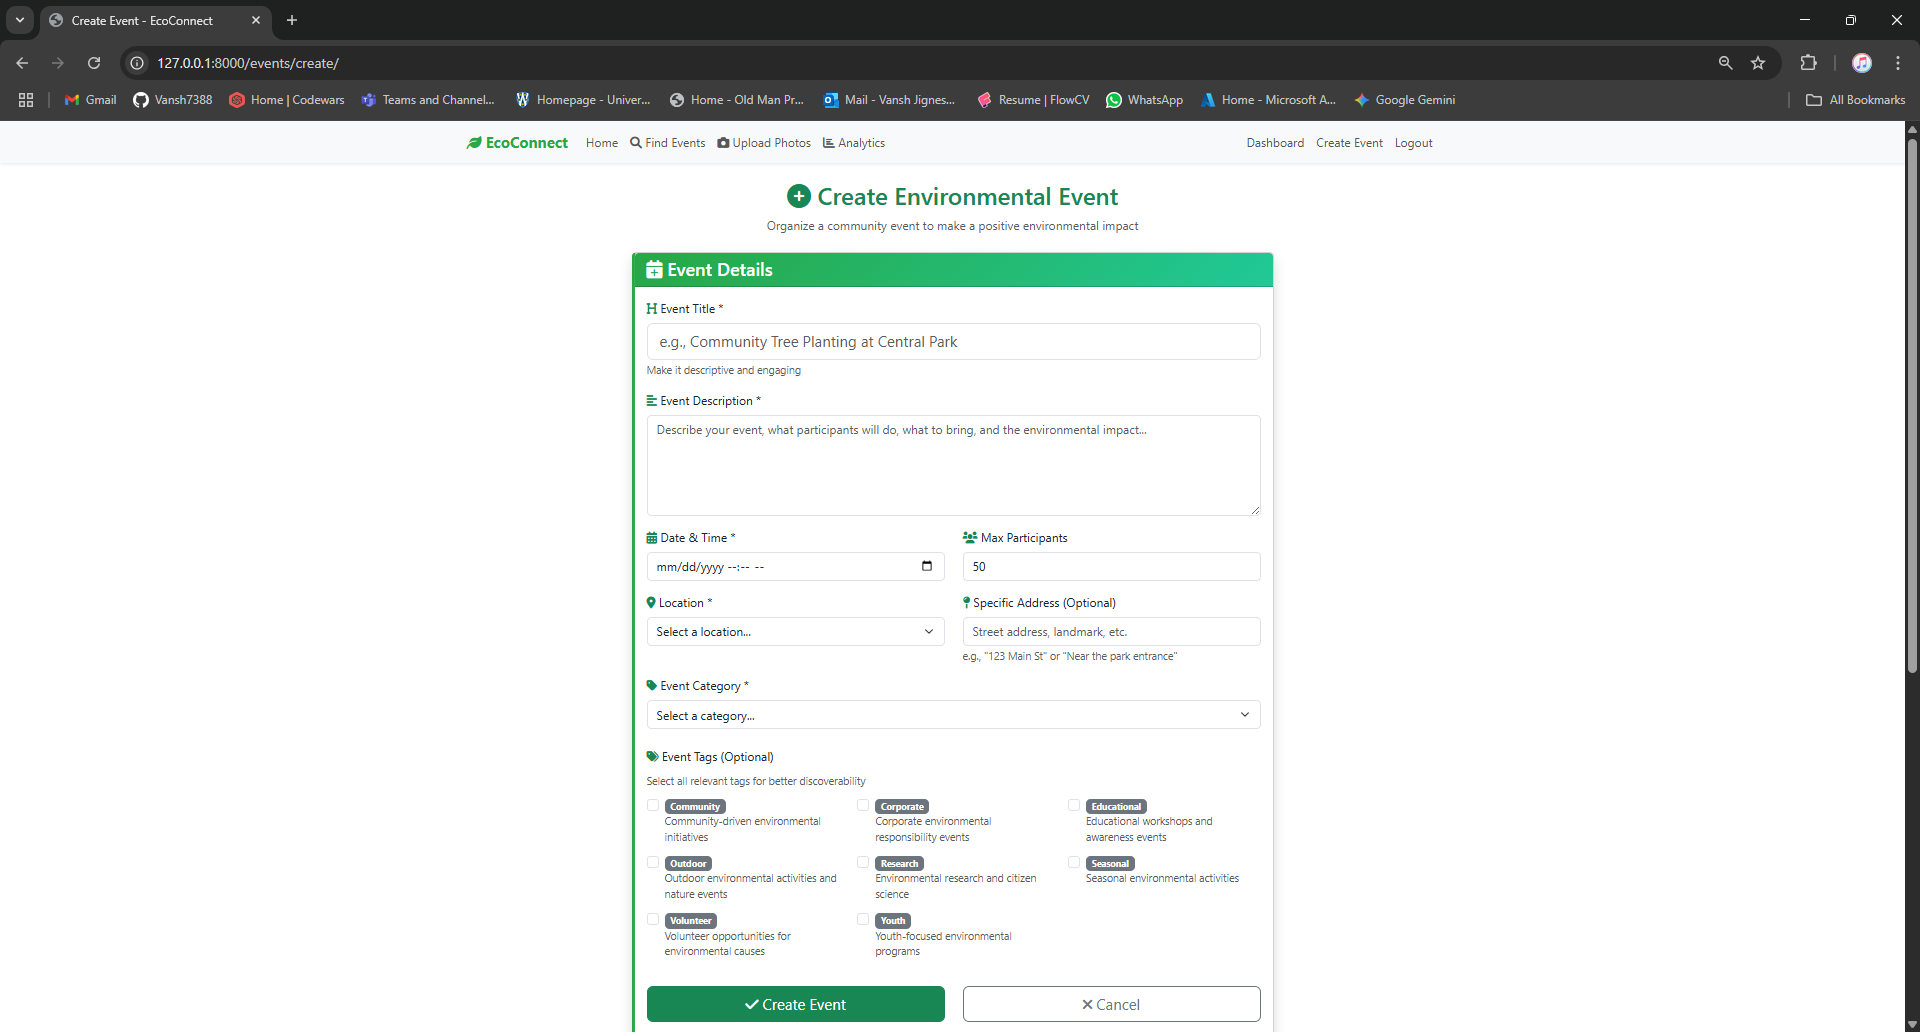 Create Event - EcoConnect
127.0.0.1:8000/events/create/
Gmail
Vansh7388
Home | Codewars
Teams and Channel...
Homepage - Univer...
Home - Old Man Pr...
Mail - Vansh Jignes...
Resume | FlowCV
WhatsApp
Home - Microsoft A...
Google Gemini
All Bookmarks
EcoConnect
Home
Find Events
Upload Photos
Analytics
Dashboard
Create Event
Logout
Create Environmental Event
Organize a community event to make a positive environmental impact
Event Details
Event Title *
e.g., Community Tree Planting at Central Park
Make it descriptive and engaging
Event Description *
Describe your event, what participants will do, what to bring, and the environmental impact...
Date & Time *
mm/dd/yyyy --:-- --
Max Participants
50
Location *
Select a location...
Specific Address (Optional)
Street address, landmark, etc.
e.g., "123 Main St" or "Near the park entrance"
Event Category *
Select a category...
Event Tags (Optional)
Select all relevant tags for better discoverability
Community
Community-driven environmental
initiatives
Corporate
Corporate environmental
responsibility events
Educational
Educational workshops and
awareness events
Outdoor
Outdoor environmental activities and
nature events
Research
Environmental research and citizen
science
Seasonal
Seasonal environmental activities
Volunteer
Volunteer opportunities for
environmental causes
Youth
Youth-focused environmental
programs
Create Event
Cancel